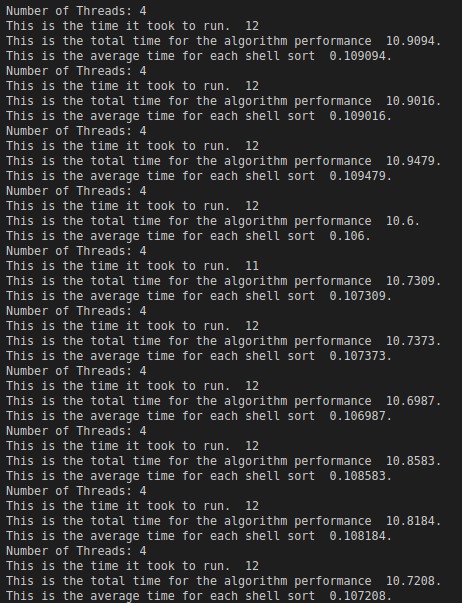 Number of Threads: 4
This is the time it took to run.  12
This is the total time for the algorithm performance  10.9094.
This is the average time for each shell sort  0.109094.
Number of Threads: 4
This is the time it took to run.  12
This is the total time for the algorithm performance  10.9016.
This is the average time for each shell sort  0.109016.
Number of Threads: 4
This is the time it took to run.  12
This is the total time for the algorithm performance  10.9479.
This is the average time for each shell sort  0.109479.
Number of Threads: 4
This is the time it took to run.  12
This is the total time for the algorithm performance  10.6.
This is the average time for each shell sort  0.106.
Number of Threads: 4
This is the time it took to run.  11
This is the total time for the algorithm performance  10.7309.
This is the average time for each shell sort  0.107309.
Number of Threads: 4
This is the time it took to run.  12
This is the total time for the algorithm performance  10.7373.
This is the average time for each shell sort  0.107373.
Number of Threads: 4
This is the time it took to run.  12
This is the total time for the algorithm performance  10.6987.
This is the average time for each shell sort  0.106987.
Number of Threads: 4
This is the time it took to run.  12
This is the total time for the algorithm performance  10.8583.
This is the average time for each shell sort  0.108583.
Number of Threads: 4
This is the time it took to run.  12
This is the total time for the algorithm performance  10.8184.
This is the average time for each shell sort  0.108184.
Number of Threads: 4
This is the time it took to run.  12
This is the total time for the algorithm performance  10.7208.
This is the average time for each shell sort  0.107208.